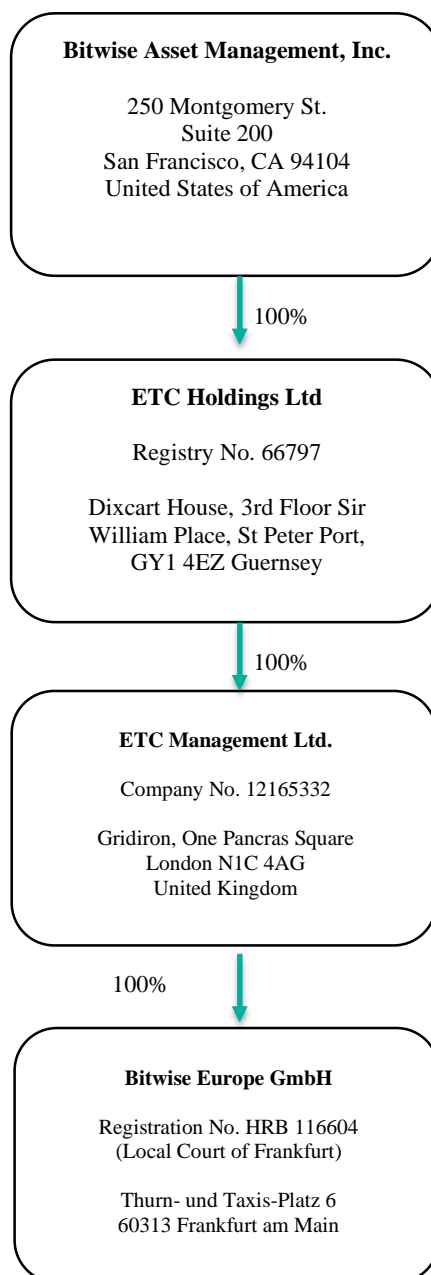 Bitwise Asset Management, Inc.
250 Montgomery St.
Suite 200
San Francisco, CA 94104
United States of America
100%
ETC Holdings Ltd
Registry No. 66797
Dixcart House, 3rd Floor Sir
William Place, St Peter Port,
GY1 4EZ Guernsey
100%
ETC Management Ltd.
Company No. 12165332
Gridiron, One Pancras Square
London N1C 4AG
United Kingdom
100%
Bitwise Europe GmbH
Registration No. HRB 116604
(Local Court of Frankfurt)
Thurn- und Taxis-Platz 6
60313 Frankfurt am Main